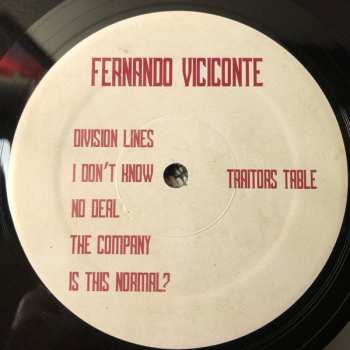 FERNANDO VICICONTE
DIVISION LINES
I DON'T KNOW
TRAITORS TABLE
NO DEAL
THE COMPANY
IS THIS NORMAL?